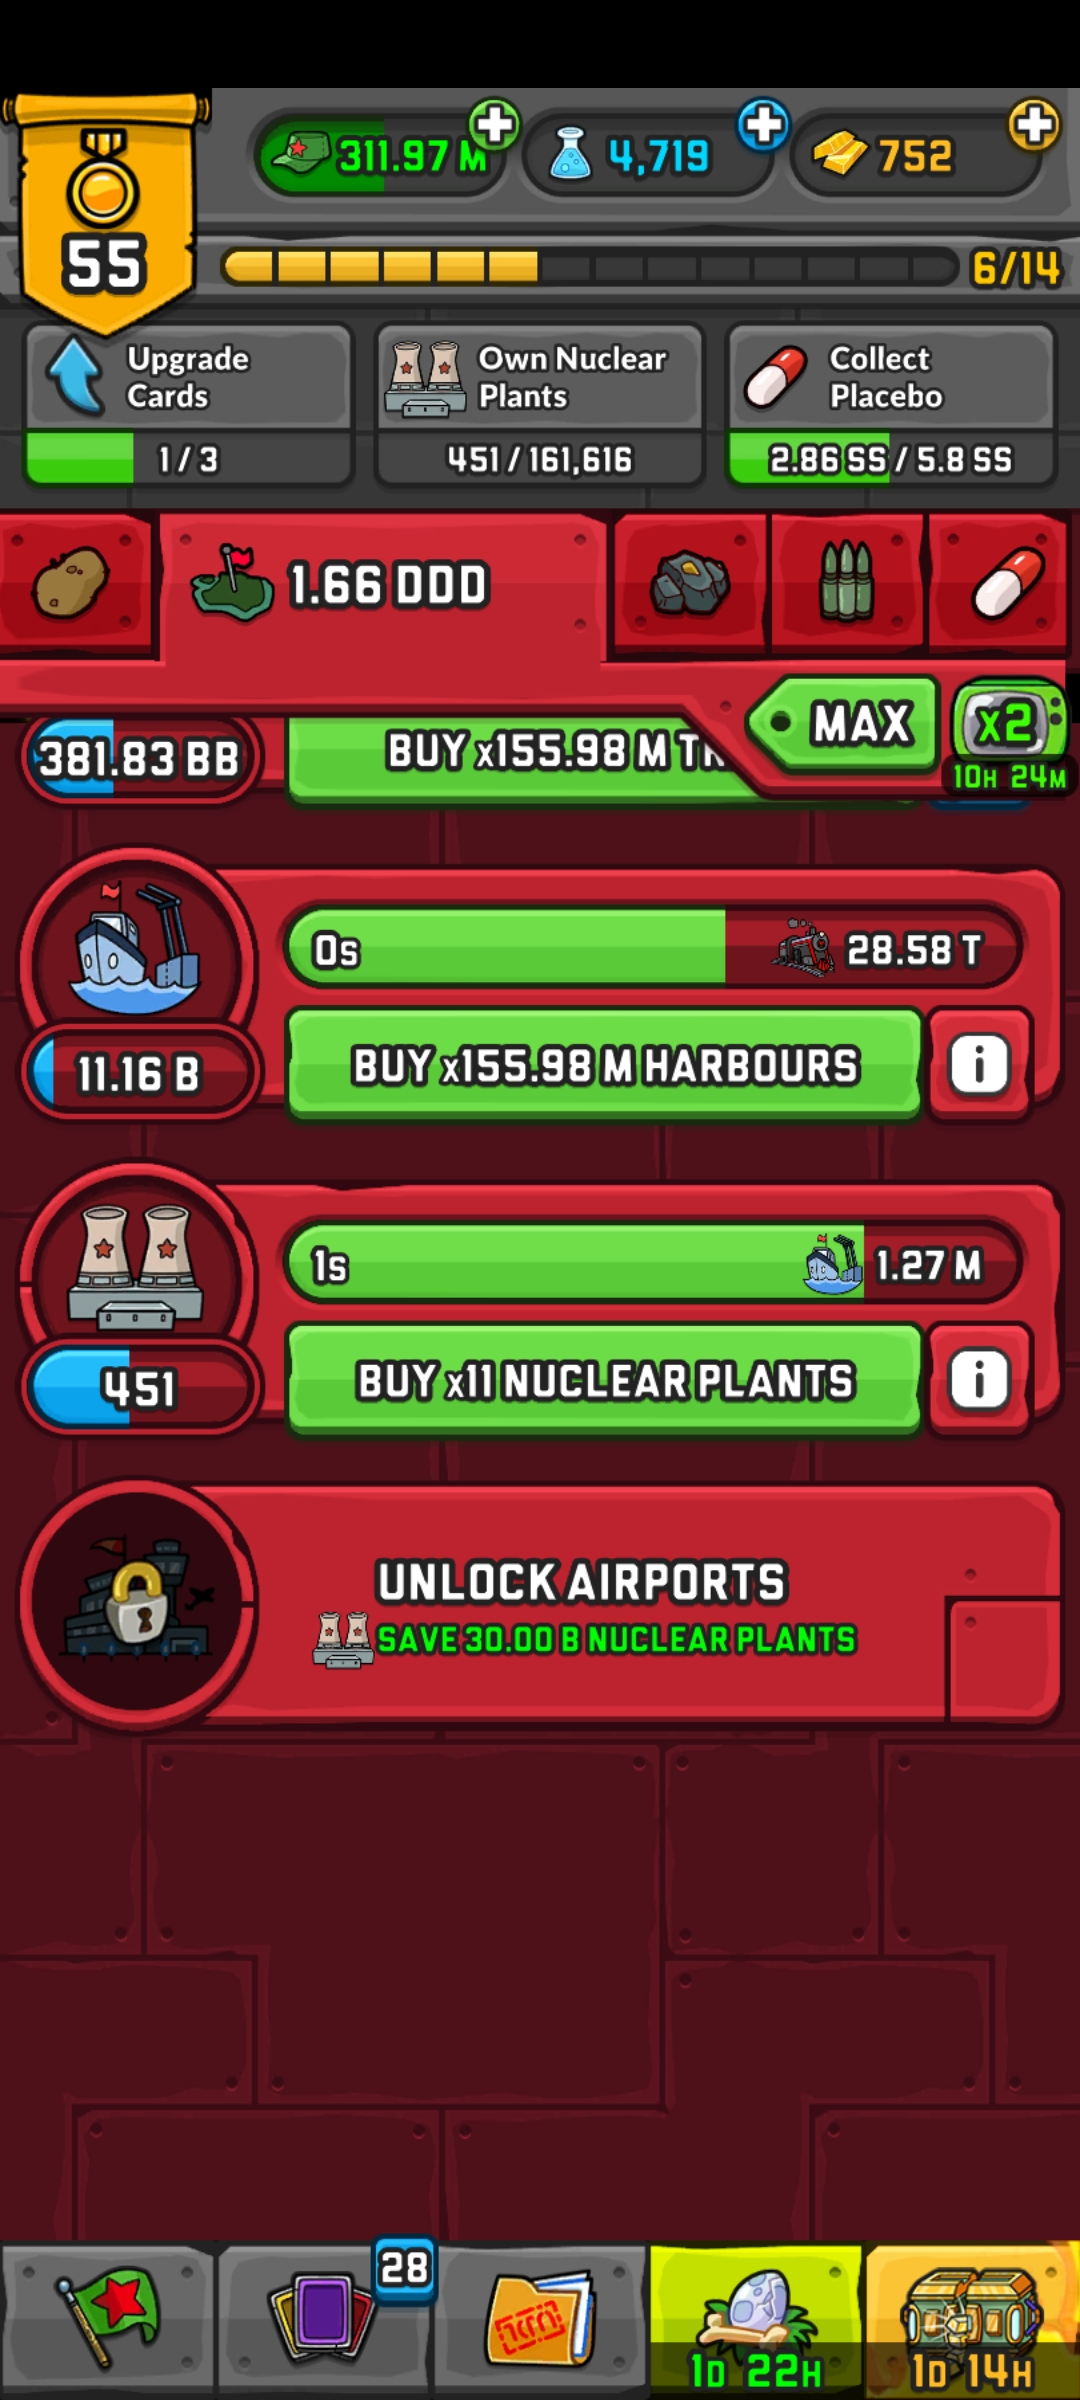 55
311.97 M
4,719
752
6/14
Upgrade
Cards
1 / 3
Own Nuclear
Plants
451 / 161,616
Collect
Placebo
2.86 SS / 5.8 SS
1.66 DDD
MAX
x2
10H 24M
381.83 BB
BUY x155.98 M
0s
28.58 T
11.16 B
BUY x155.98 M HARBOURS
i
1s
1.27 M
451
BUY x11 NUCLEAR PLANTS
i
UNLOCK AIRPORTS
SAVE 30.00 B NUCLEAR PLANTS
28
1D 22H
1D 14H